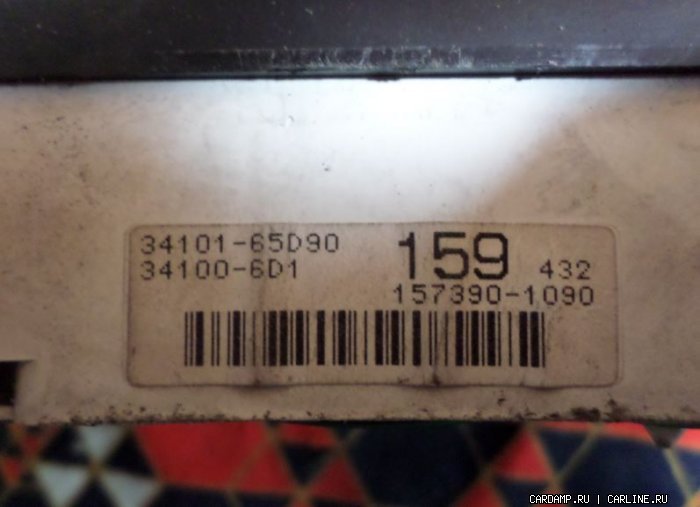 34101-65D90 159 432
34100-6D1
157390-1090
CARDAMP.RU | CARLINE.RU